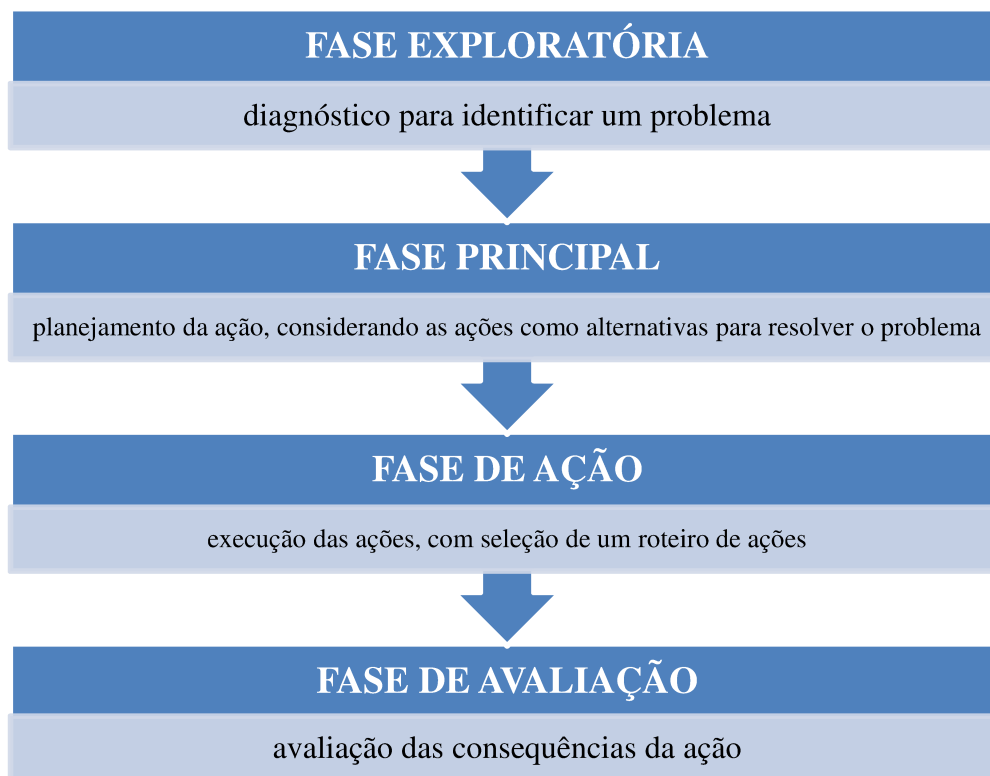 FASE EXPLORATÓRIA
diagnóstico para identificar um problema
FASE PRINCIPAL
planejamento da ação, considerando as ações como alternativas para resolver o problema
FASE DE AÇÃO
execução das ações, com seleção de um roteiro de ações
FASE DE AVALIAÇÃO
avaliação das consequências da ação